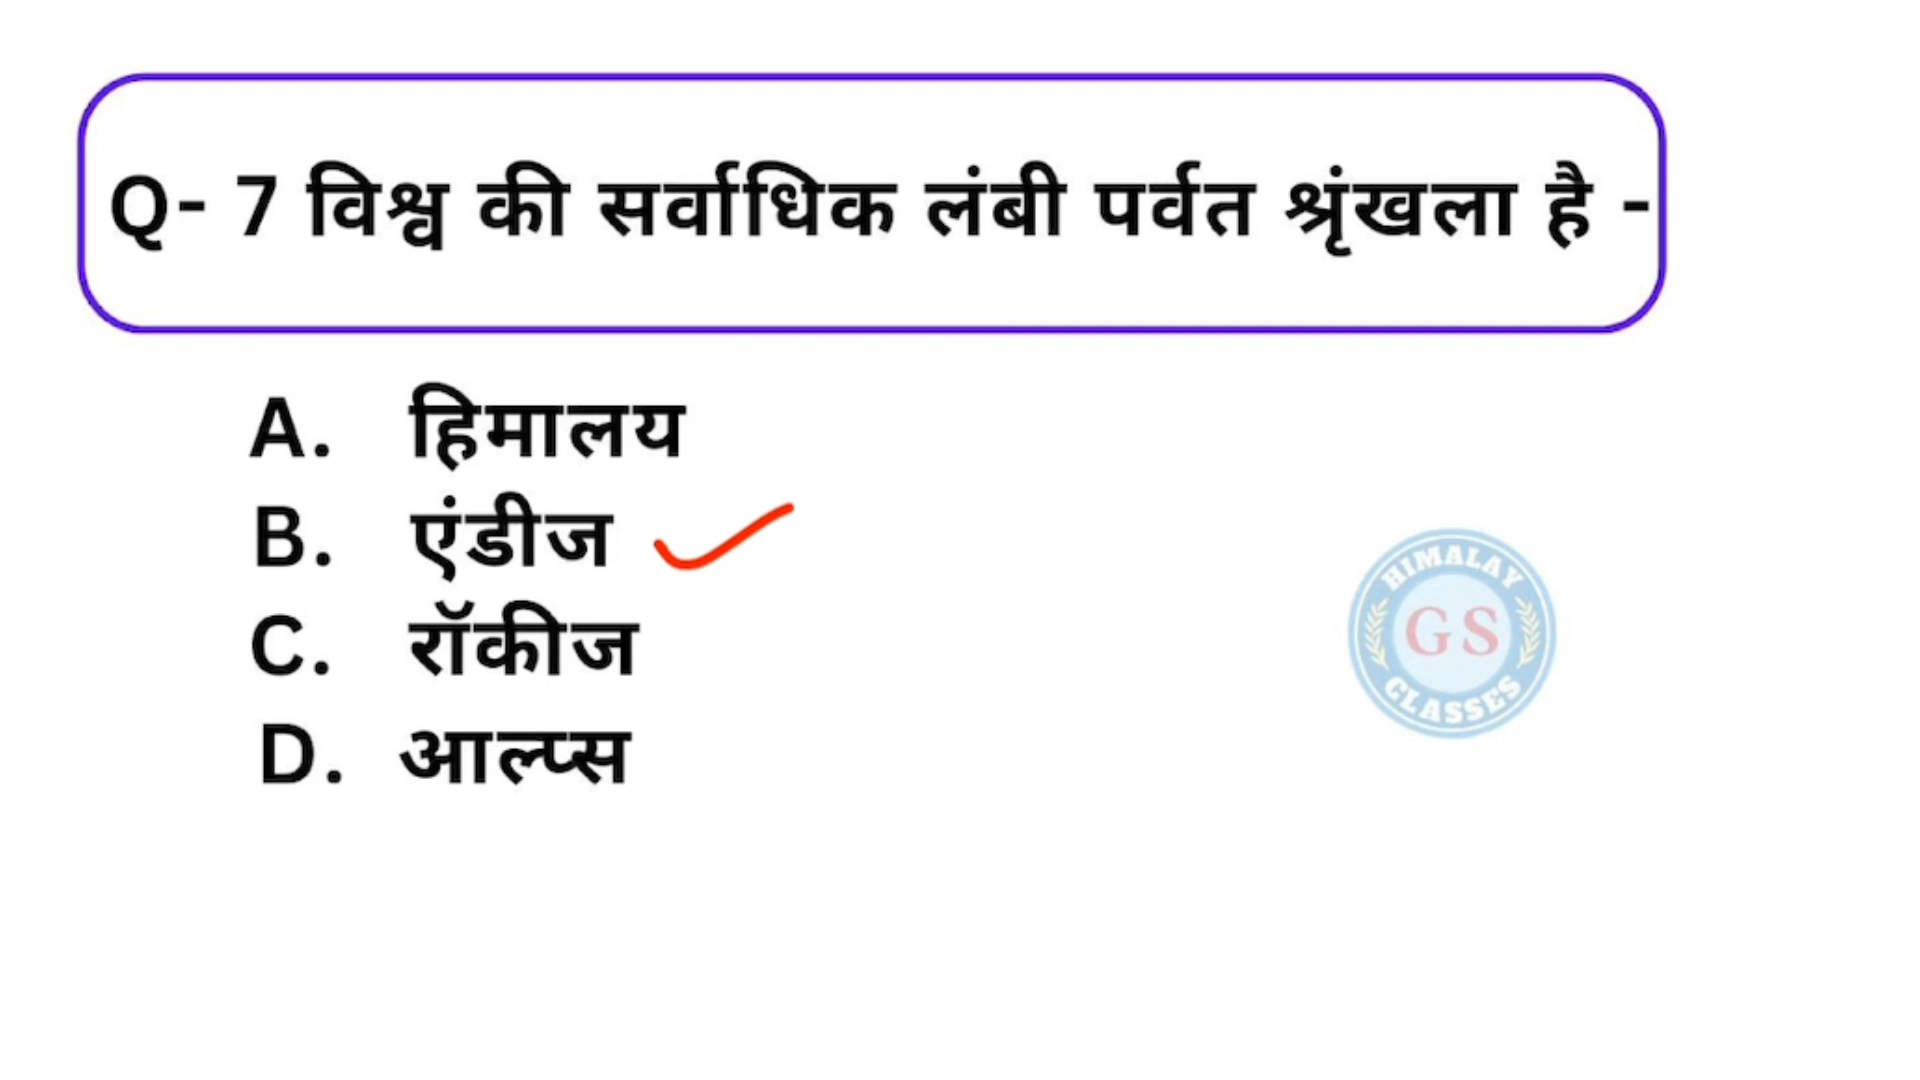 Q- 7 विश्व की सर्वाधिक लंबी पर्वत श्रृंखला है -
A. हिमालय
B. एंडीज
C. रॉकीज
D. आल्प्स
HIMALAY
GS
CLASSES